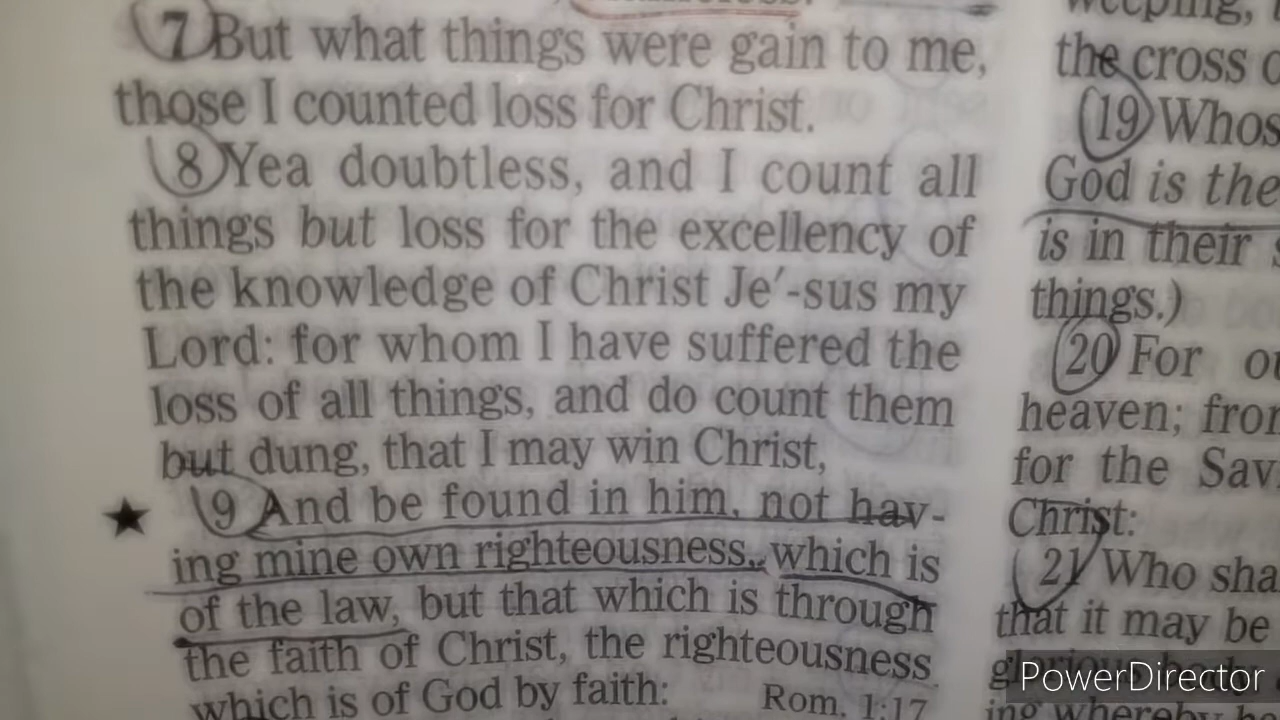 7 But what things were gain to me,
those I counted loss for Christ.
8 Yea doubtless, and I count all
things but loss for the excellency of
the knowledge of Christ Je′-sus my
Lord: for whom I have suffered the
loss of all things, and do count them
but dung, that I may win Christ,
★ 9 And be found in him, not hav-
ing mine own righteousness, which is
of the law, but that which is through
the faith of Christ, the righteousness
which is of God by faith: Rom. 1:17
weeping,
the cross
19 Whos
God is the
is in their
things.)
20 For
heaven;
for the Sav
Christ:
21 Who sha
that it may be
ing whereby
PowerDirector